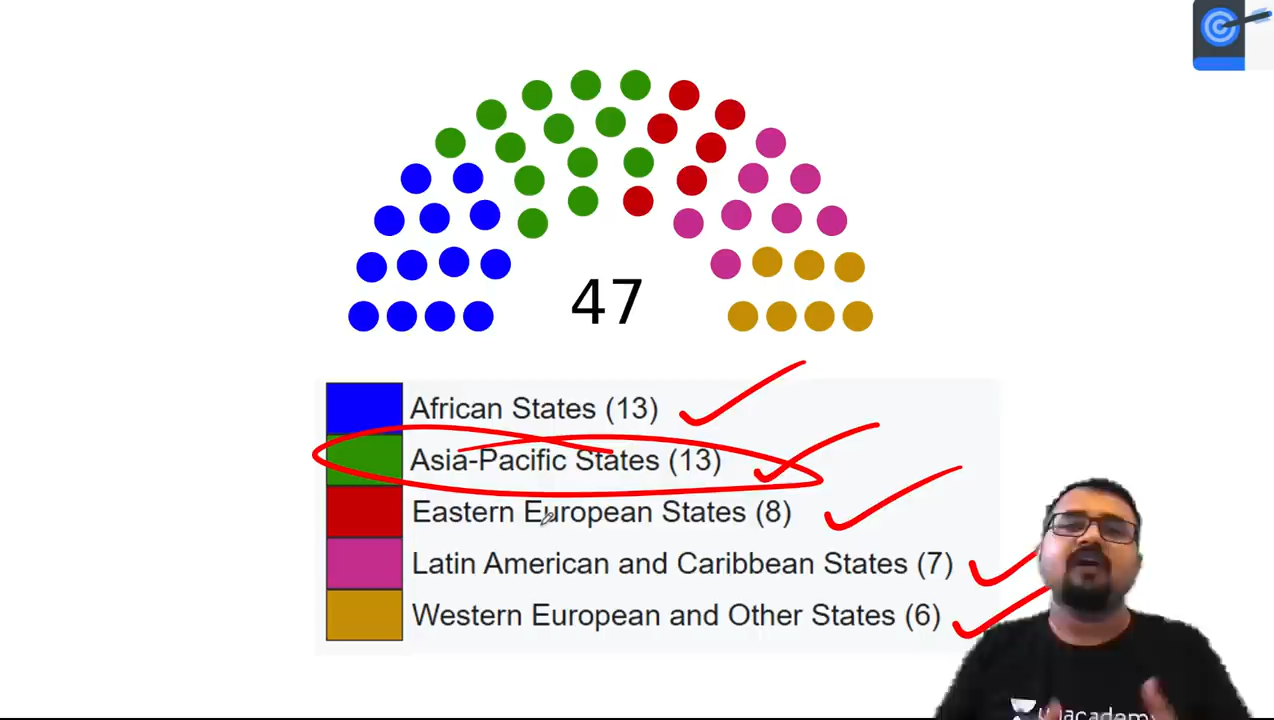 47
African States (13)
Asia-Pacific States (13)
Eastern European States (8)
Latin American and Caribbean States (7)
Western European and Other States (6)